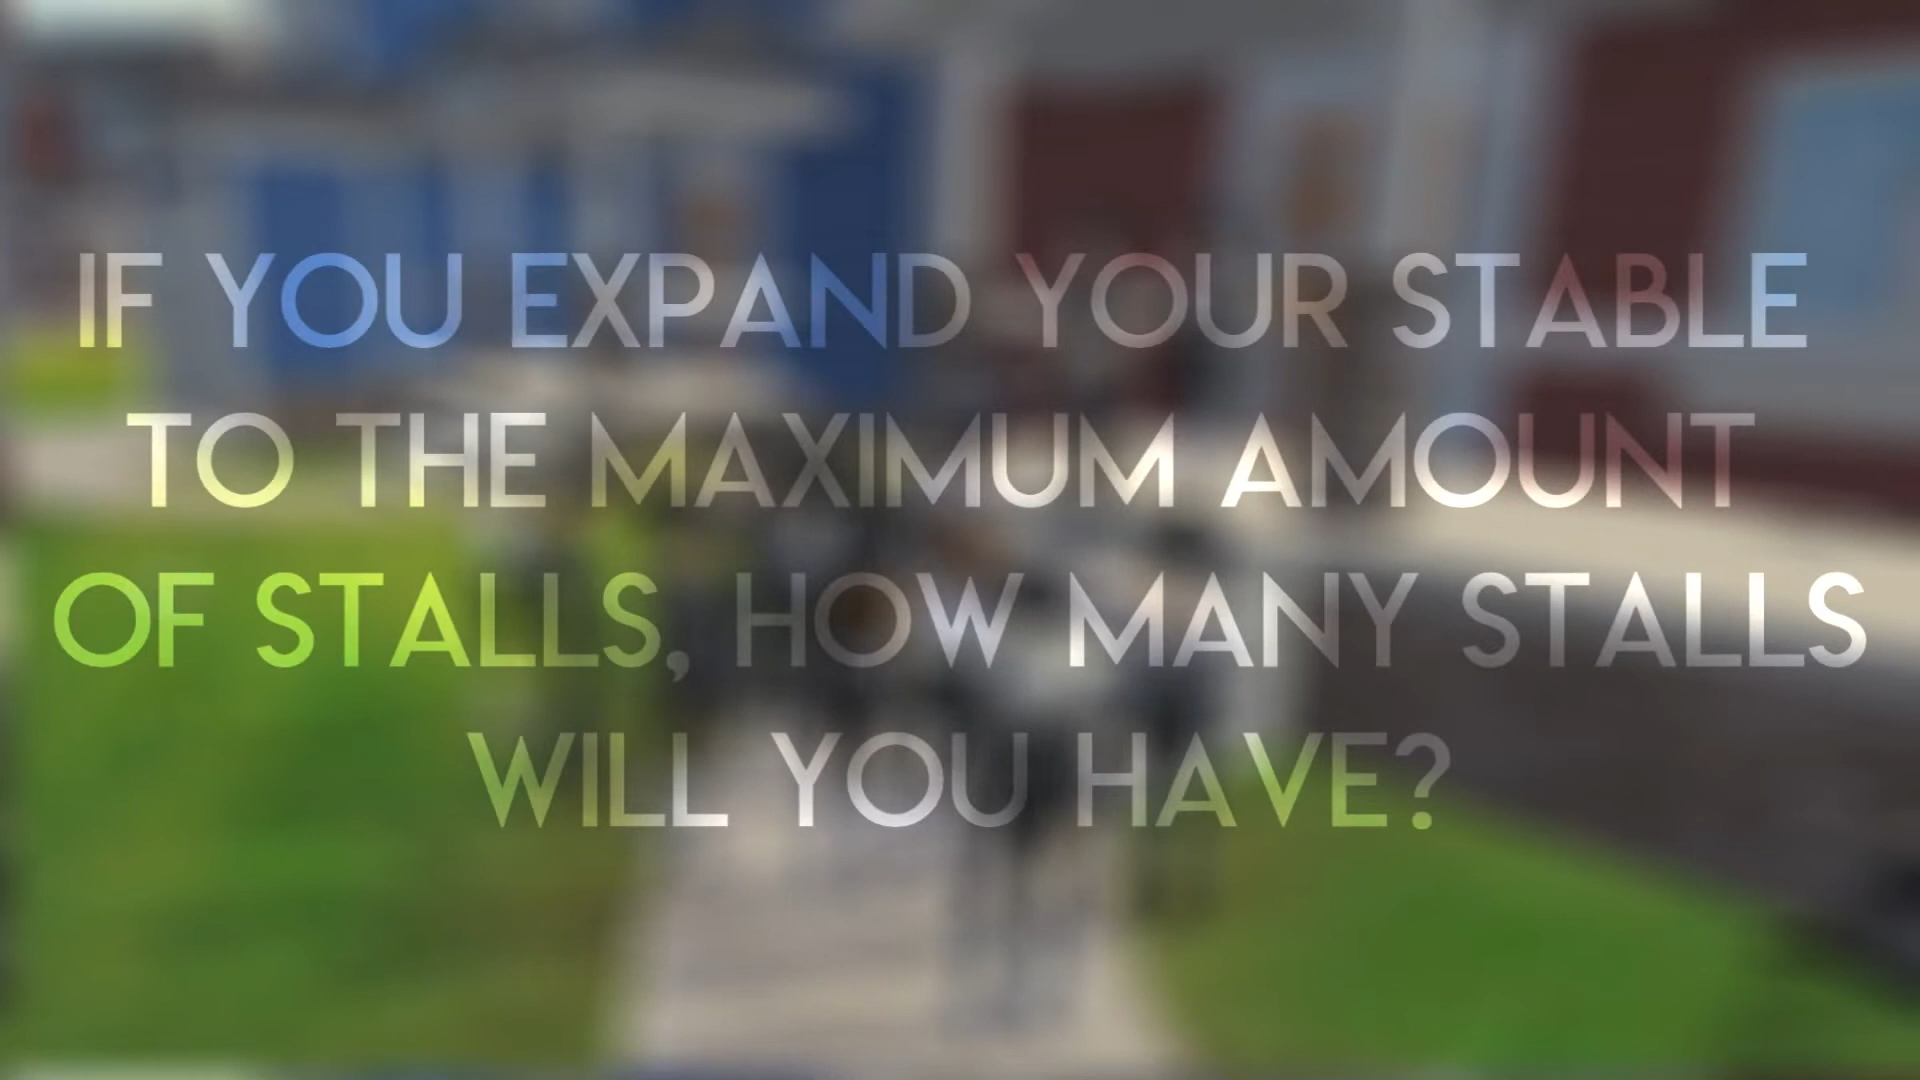 IF YOU EXPAND YOUR STABLE
TO THE MAXIMUM AMOUNT
OF STALLS, HOW MANY STALLS
WILL YOU HAVE?